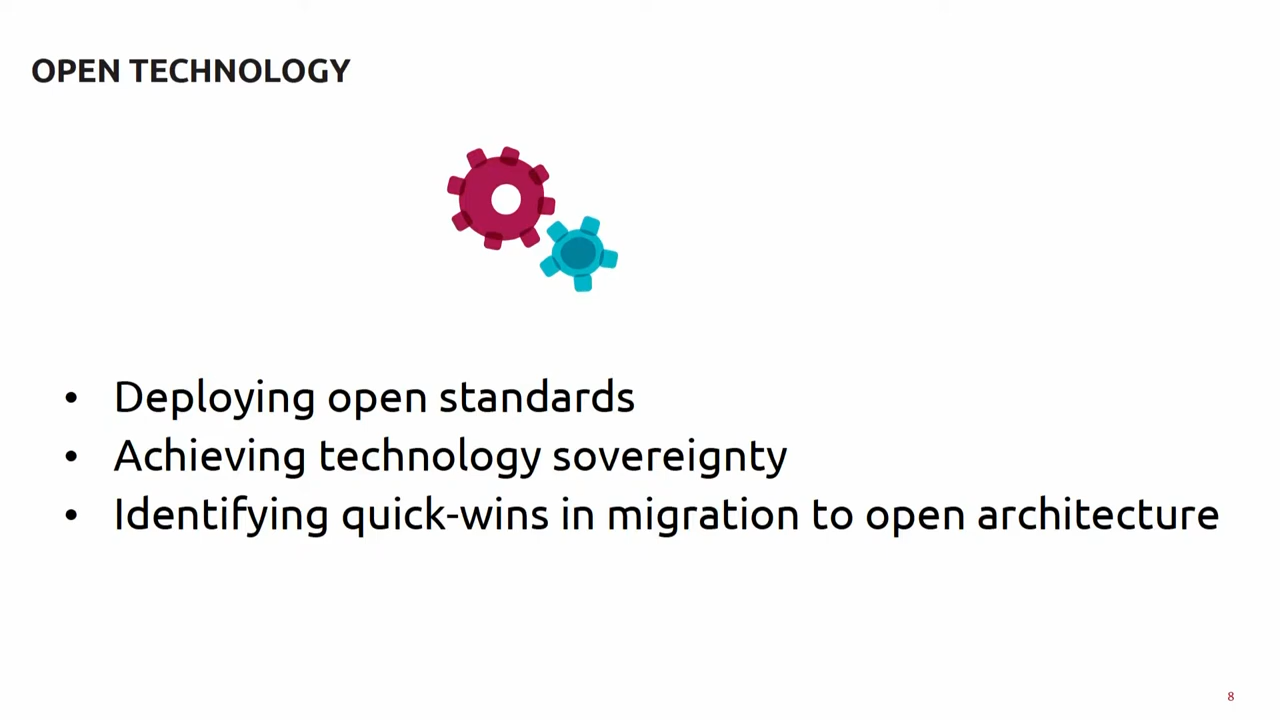 OPEN TECHNOLOGY
• Deploying open standards
• Achieving technology sovereignty
• Identifying quick-wins in migration to open architecture
8